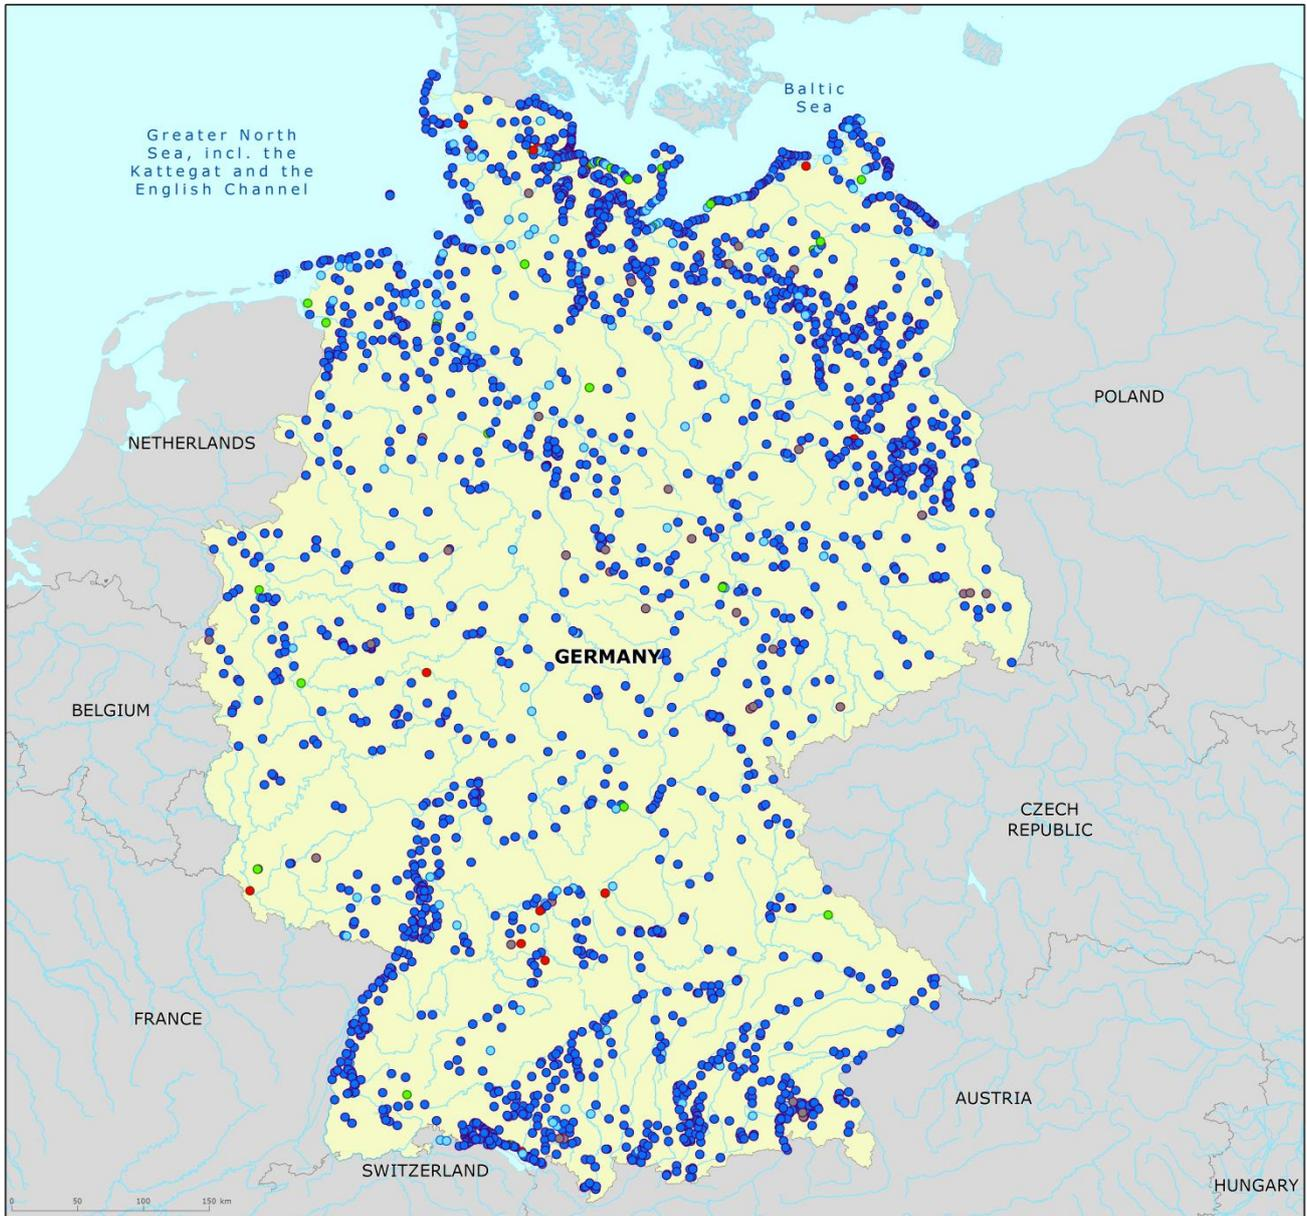 Baltic
Sea
Greater North
Sea, incl. the
Kattegat and the
English Channel
POLAND
NETHERLANDS
GERMANY
BELGIUM
CZECH
REPUBLIC
FRANCE
AUSTRIA
SWITZERLAND
HUNGARY
0 50 100 150 km